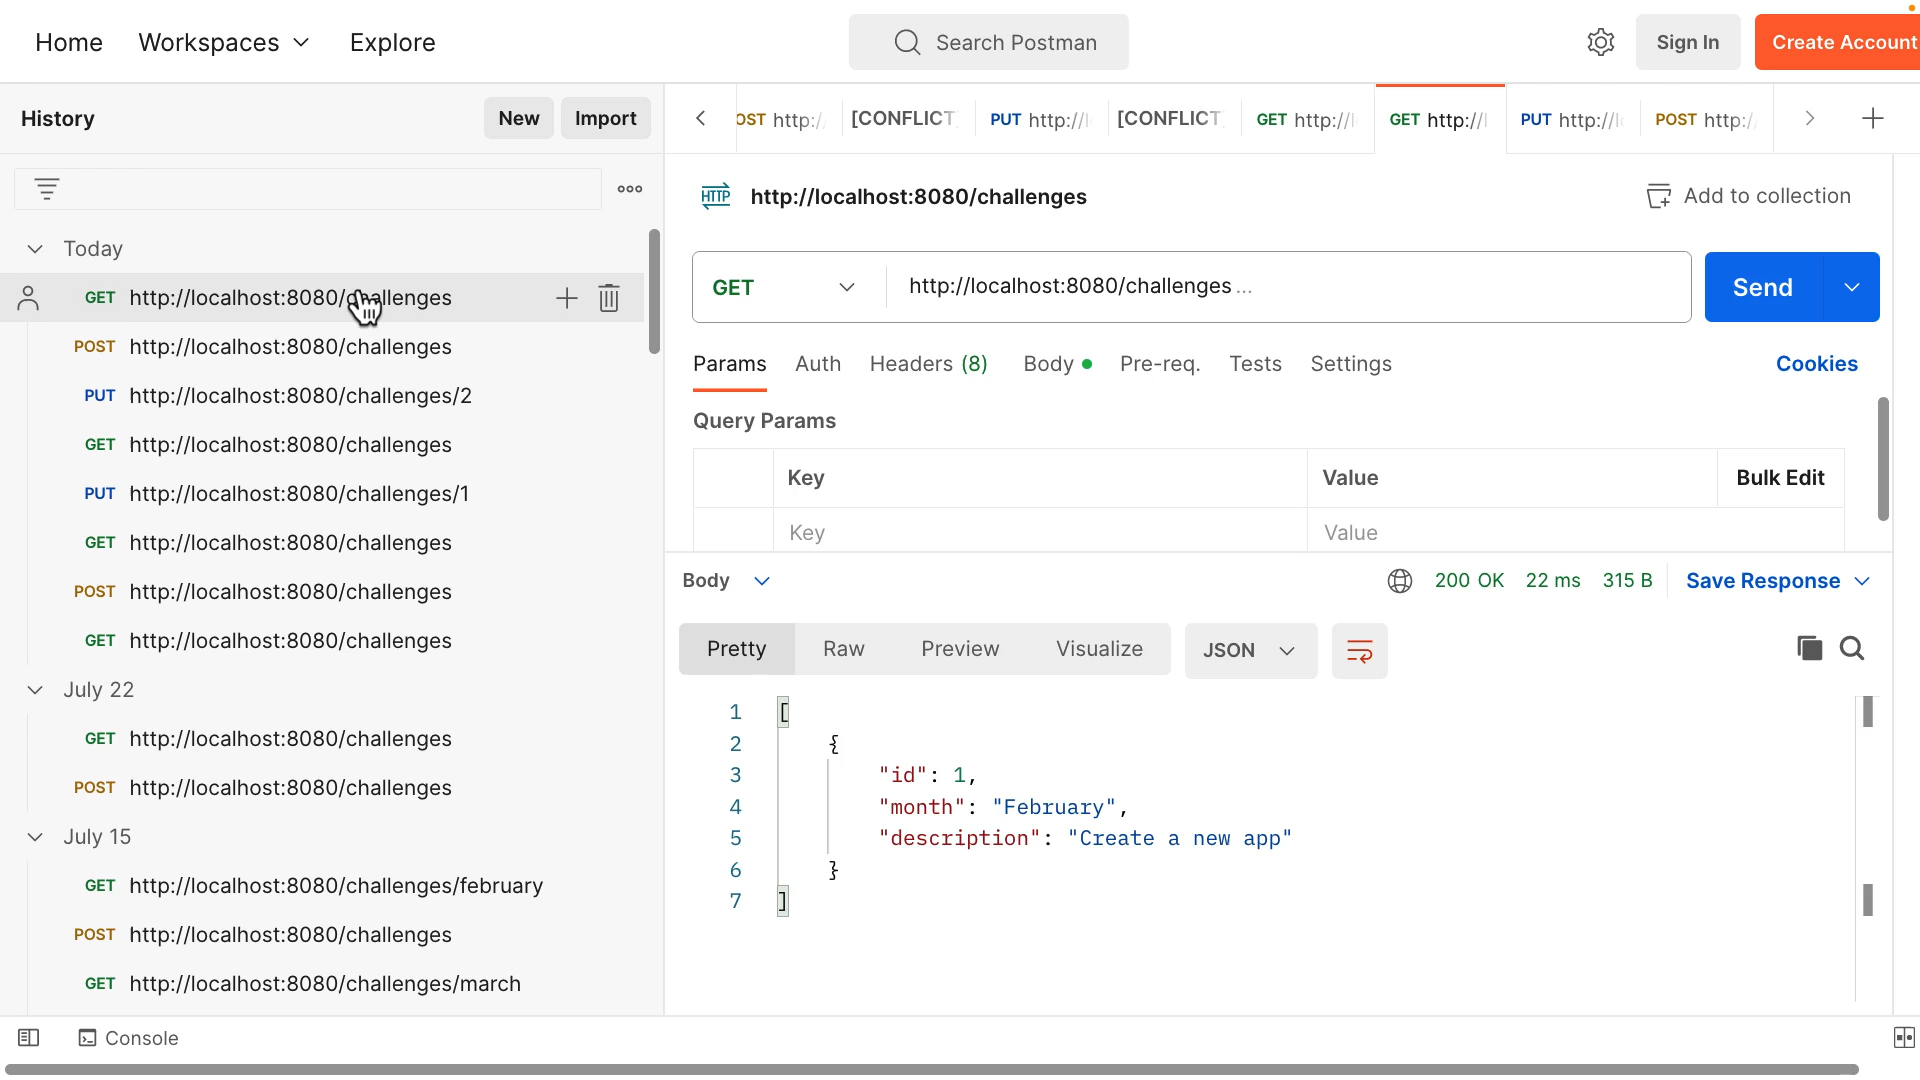 Home Workspaces Explore Search Postman Sign In Create Account
History New Import
OST http:/ [CONFLICT PUT http://l [CONFLICT GET http://l GET http://l PUT http://l POST http:/
Today
GET http://localhost:8080/challenges
POST http://localhost:8080/challenges
PUT http://localhost:8080/challenges/2
GET http://localhost:8080/challenges
PUT http://localhost:8080/challenges/1
GET http://localhost:8080/challenges
POST http://localhost:8080/challenges
GET http://localhost:8080/challenges
July 22
GET http://localhost:8080/challenges
POST http://localhost:8080/challenges
July 15
GET http://localhost:8080/challenges/february
POST http://localhost:8080/challenges
GET http://localhost:8080/challenges/march
HTTP http://localhost:8080/challenges Add to collection
GET http://localhost:8080/challenges ... Send
Params Auth Headers (8) Body Pre-req. Tests Settings Cookies
Query Params
Key Value Bulk Edit
Key Value
Body 200 OK 22 ms 315 B Save Response
Pretty Raw Preview Visualize JSON
1 [
2 {
3 "id": 1,
4 "month": "February",
5 "description": "Create a new app"
6 }
7 ]
Console